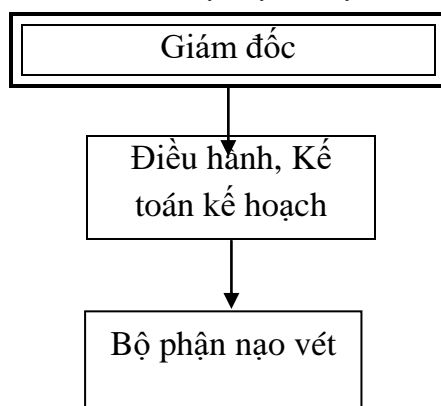 Giám đốc
Điều hành, Kế
toán kế hoạch
Bộ phận nạo vét